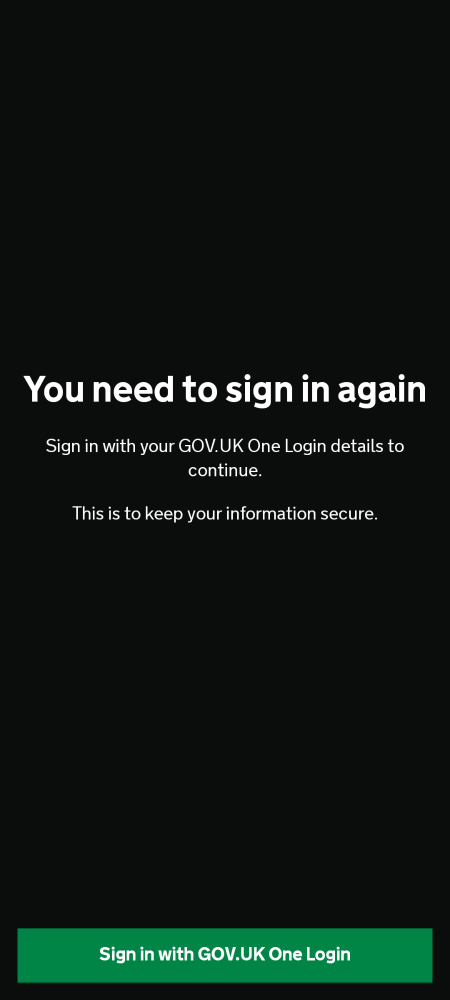 You need to sign in again
Sign in with your GOV.UK One Login details to
continue.
This is to keep your information secure.
Sign in with GOV.UK One Login